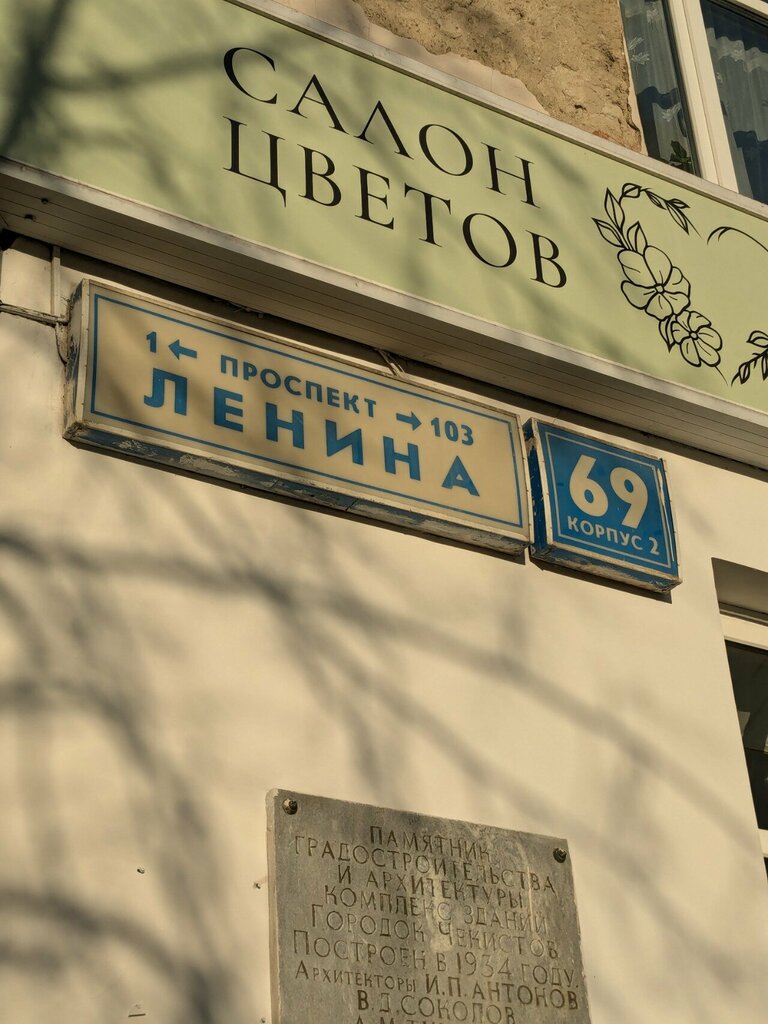 САЛОН
ЦВЕТОВ
1← ПРОСПЕКТ →103
ЛЕНИНА
69
КОРПУС 2
ПАМЯТНИК
ГРАДОСТРОИТЕЛЬСТВА
И АРХИТЕКТУРЫ
КОМПЛЕКС ЗДАНИЙ
ГОРОДОК ЧЕКИСТОВ
ПОСТРОЕН В 1934 ГОДУ.
АРХИТЕКТОРЫ И.П.АНТОНОВ
В.Д.СОКОЛОВ